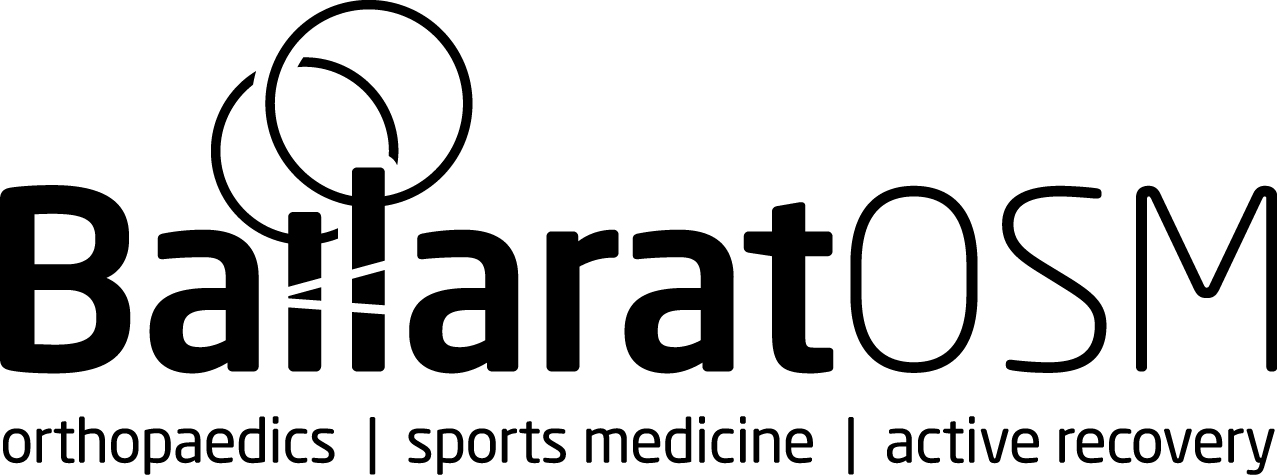 BallaratOSM
orthopaedics | sports medicine | active recovery